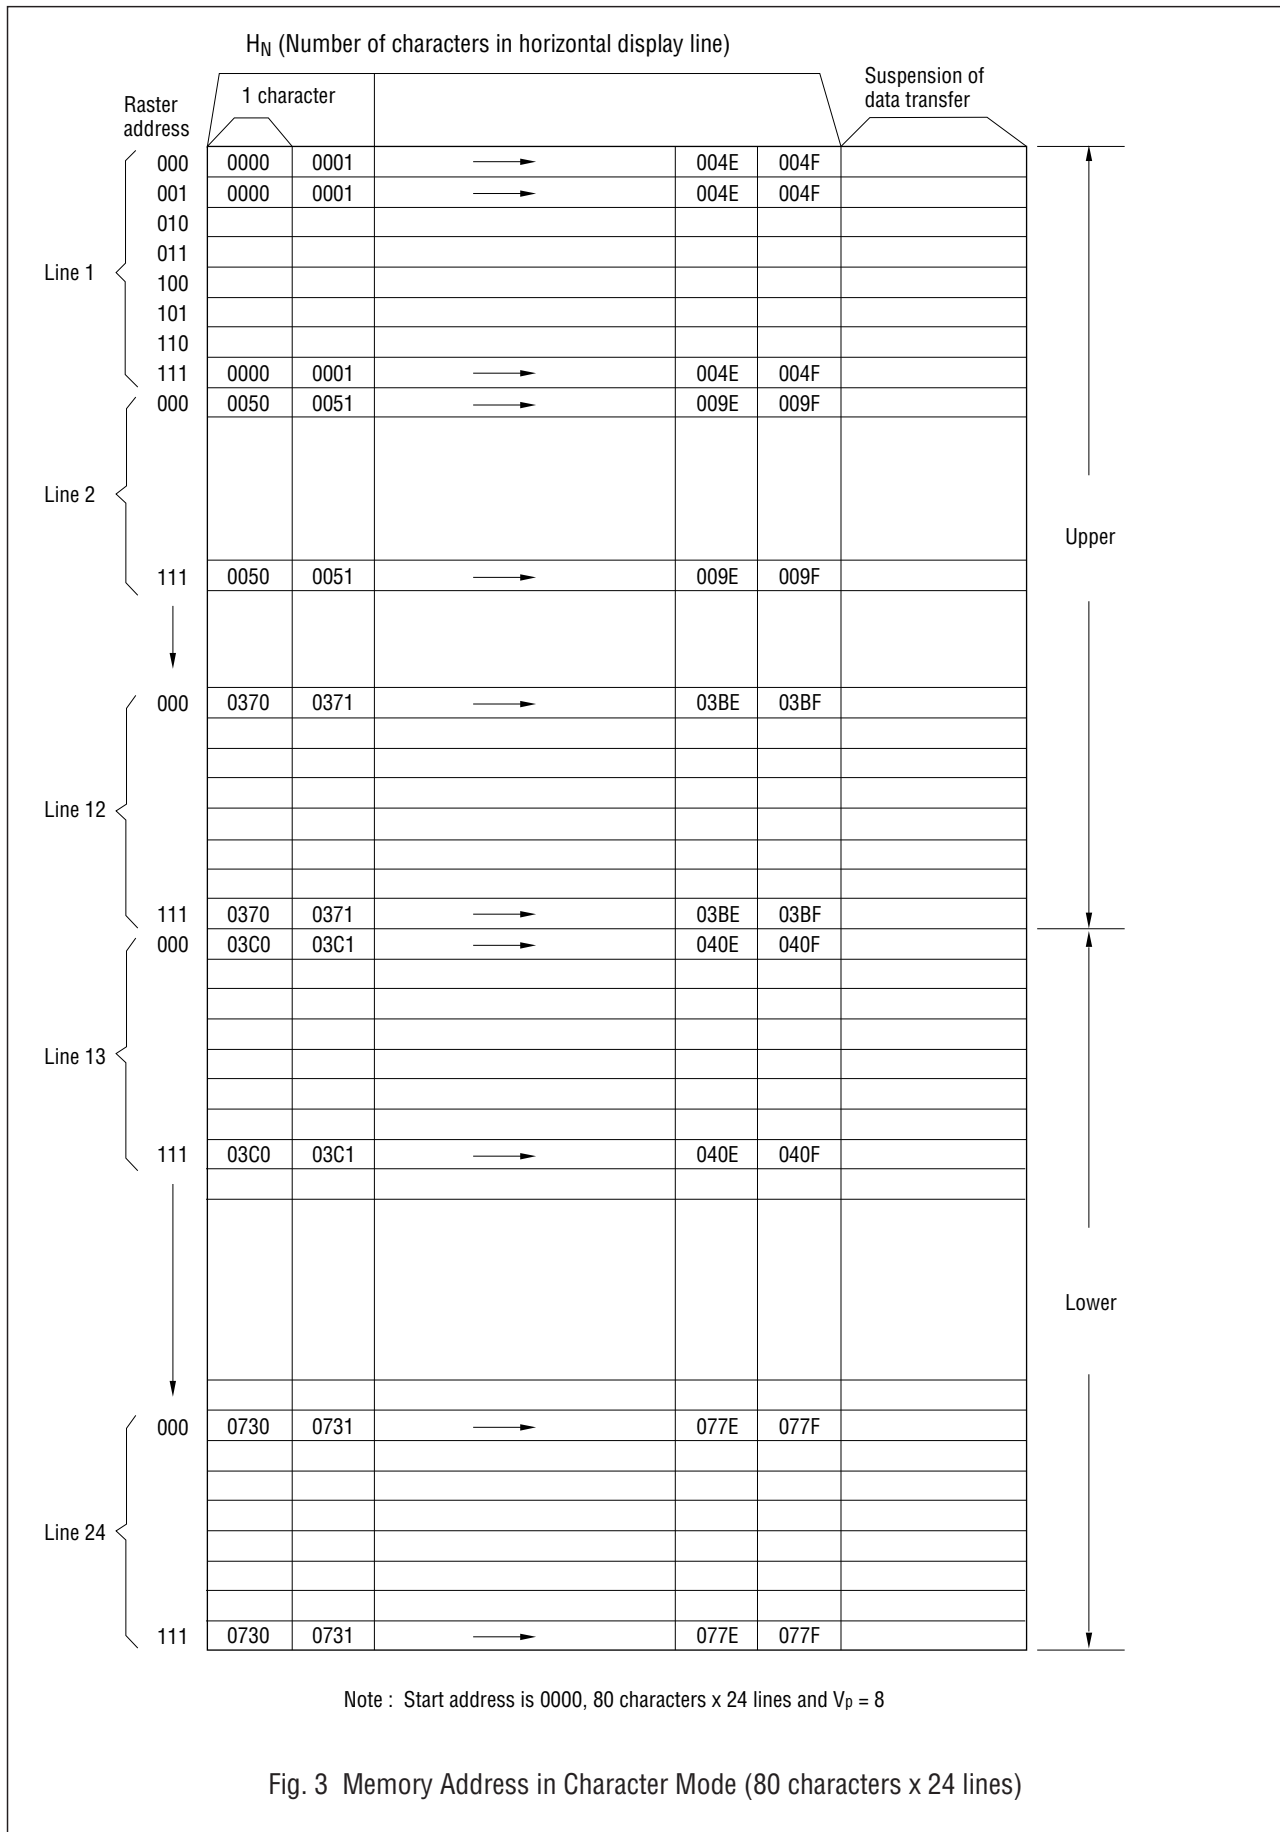 H_N (Number of characters in horizontal display line)
Suspension of
data transfer
1 character
Raster
address
000 0000 0001 004E 004F
001 0000 0001 004E 004F
010
011
Line 1
100
101
110
111 0000 0001 004E 004F
000 0050 0051 009E 009F
Line 2
Upper
111 0050 0051 009E 009F
000 0370 0371 03BE 03BF
Line 12
111 0370 0371 03BE 03BF
000 03C0 03C1 040E 040F
Line 13
111 03C0 03C1 040E 040F
Lower
000 0730 0731 077E 077F
Line 24
111 0730 0731 077E 077F
Note : Start address is 0000, 80 characters x 24 lines and Vp = 8
Fig. 3 Memory Address in Character Mode (80 characters x 24 lines)